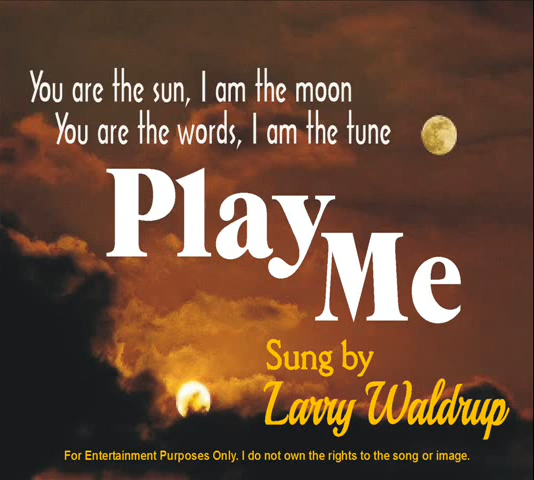 You are the sun, I am the moon
You are the words, I am the tune
Play
Me
Sung by
Larry Waldrup
For Entertainment Purposes Only. I do not own the rights to the song or image.